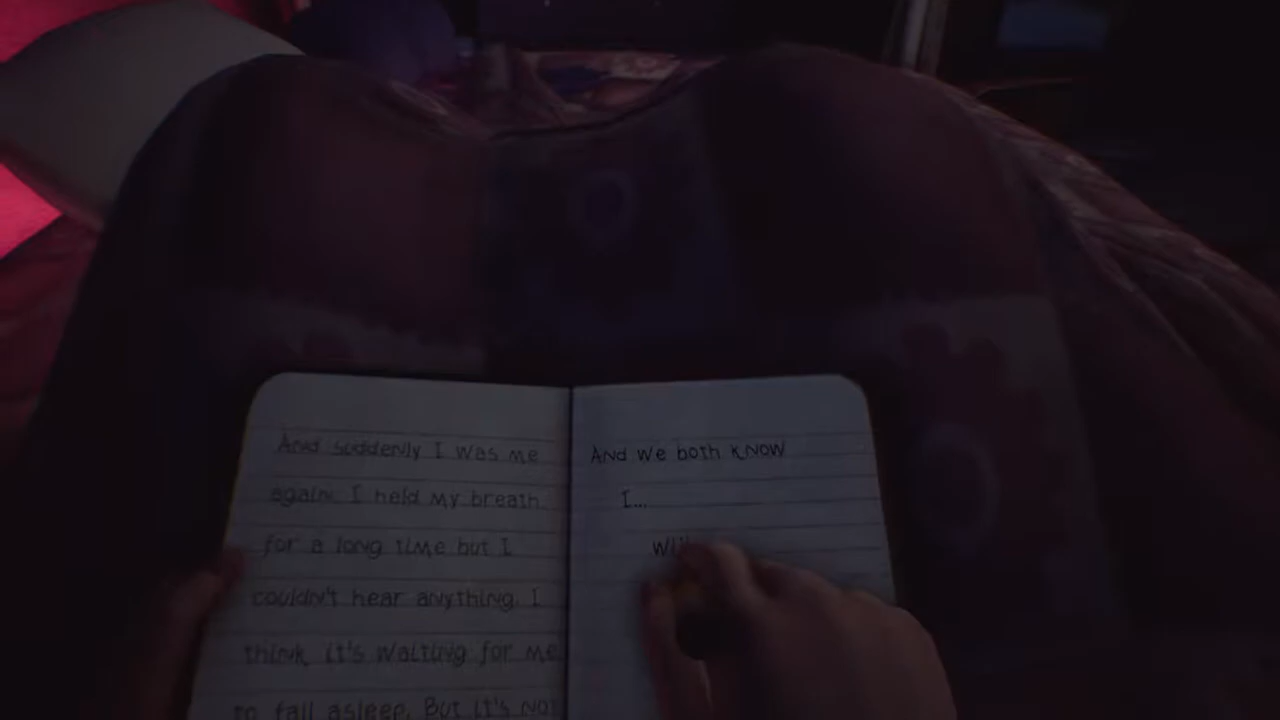 And suddenly I was me
again. I held my breath
for a long time but I
couldn't hear anything. I
think it's waiting for me
to fall asleep. But it's not
And we both know
I...